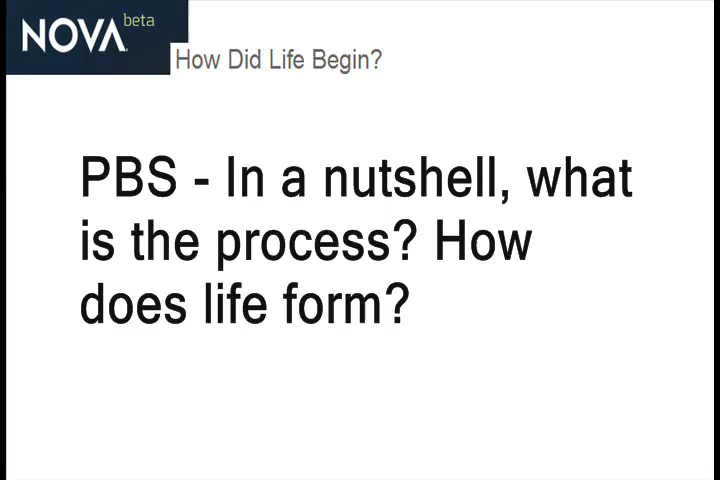 NOVA beta
How Did Life Begin?
PBS - In a nutshell, what
is the process? How
does life form?